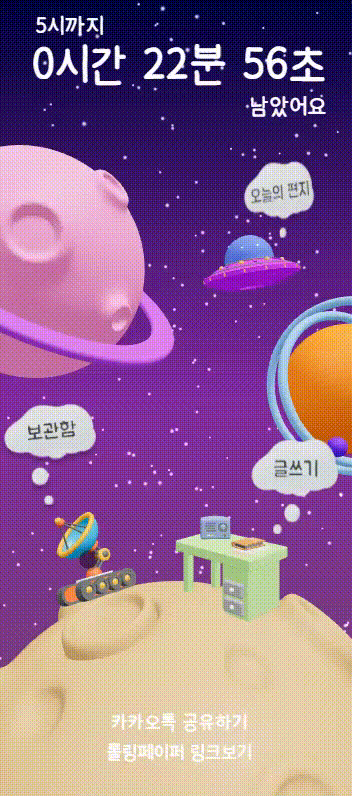 5시까지
0시간 22분 56초
남았어요
오늘의 편지
보관함
글쓰기
카카오톡 공유하기
롤링페이퍼 링크보기